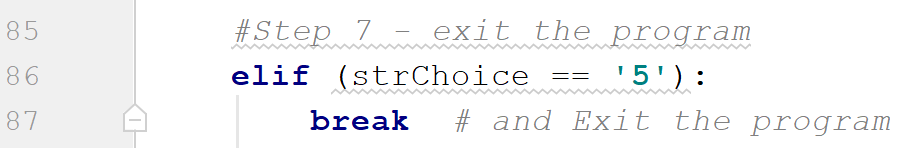 85 #Step 7 - exit the program
86 elif (strChoice == '5'):
87 break # and Exit the program